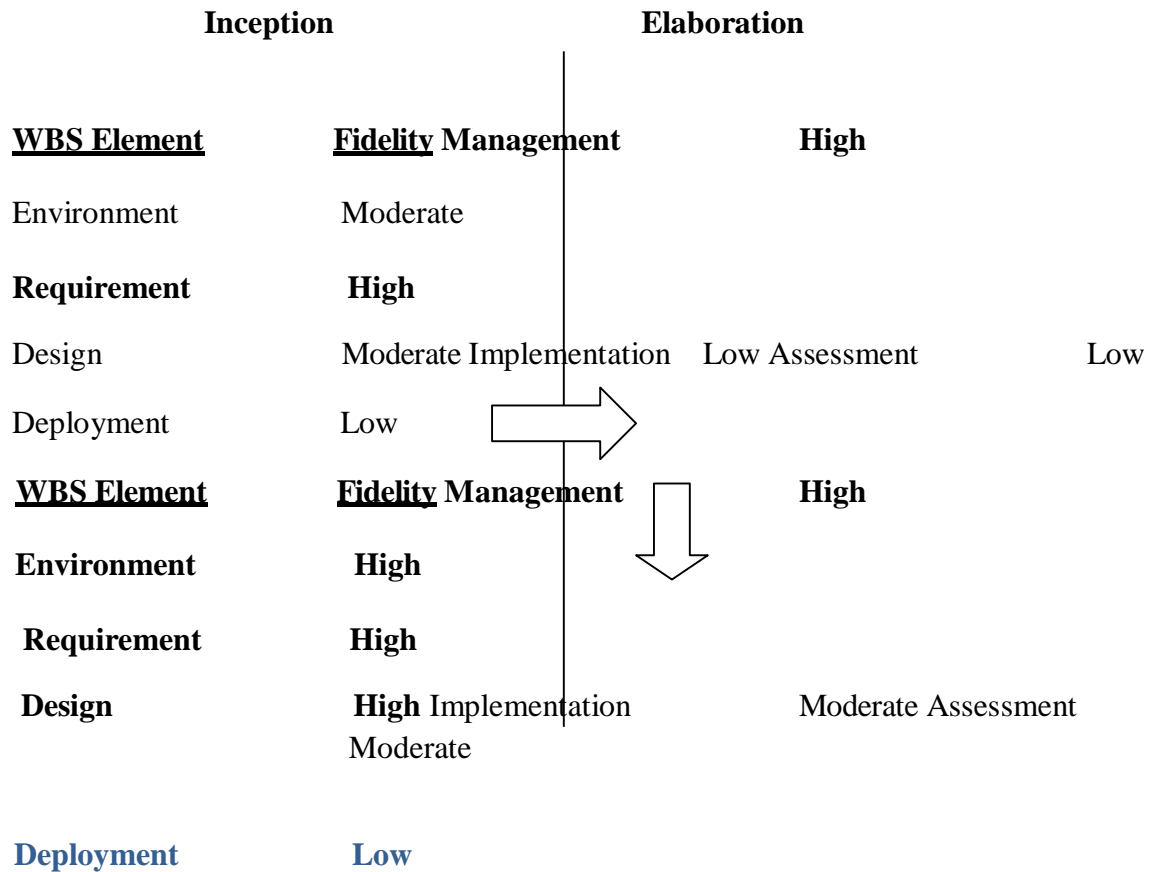 Inception Elaboration
WBS Element Fidelity Management High
Environment Moderate
Requirement High
Design Moderate Implementation Low Assessment Low
Deployment Low
WBS Element Fidelity Management High
Environment High
Requirement High
Design High Implementation Moderate Assessment
Moderate
Deployment Low